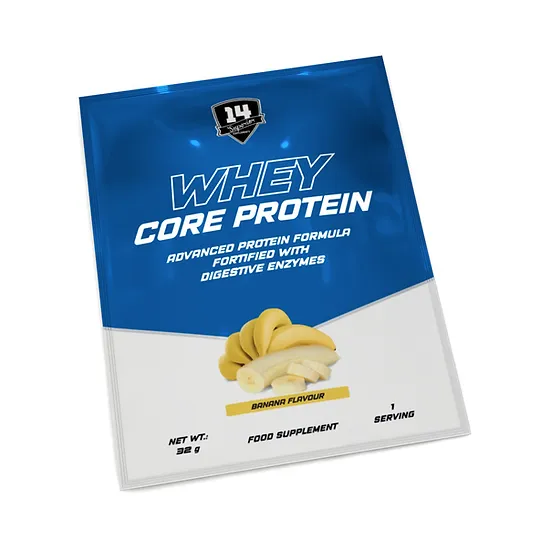 14
Superior
WHEY
CORE PROTEIN
ADVANCED PROTEIN FORMULA
FORTIFIED WITH
DIGESTIVE ENZYMES
BANANA FLAVOUR
NET WT.:
32 g
FOOD SUPPLEMENT
1
SERVING